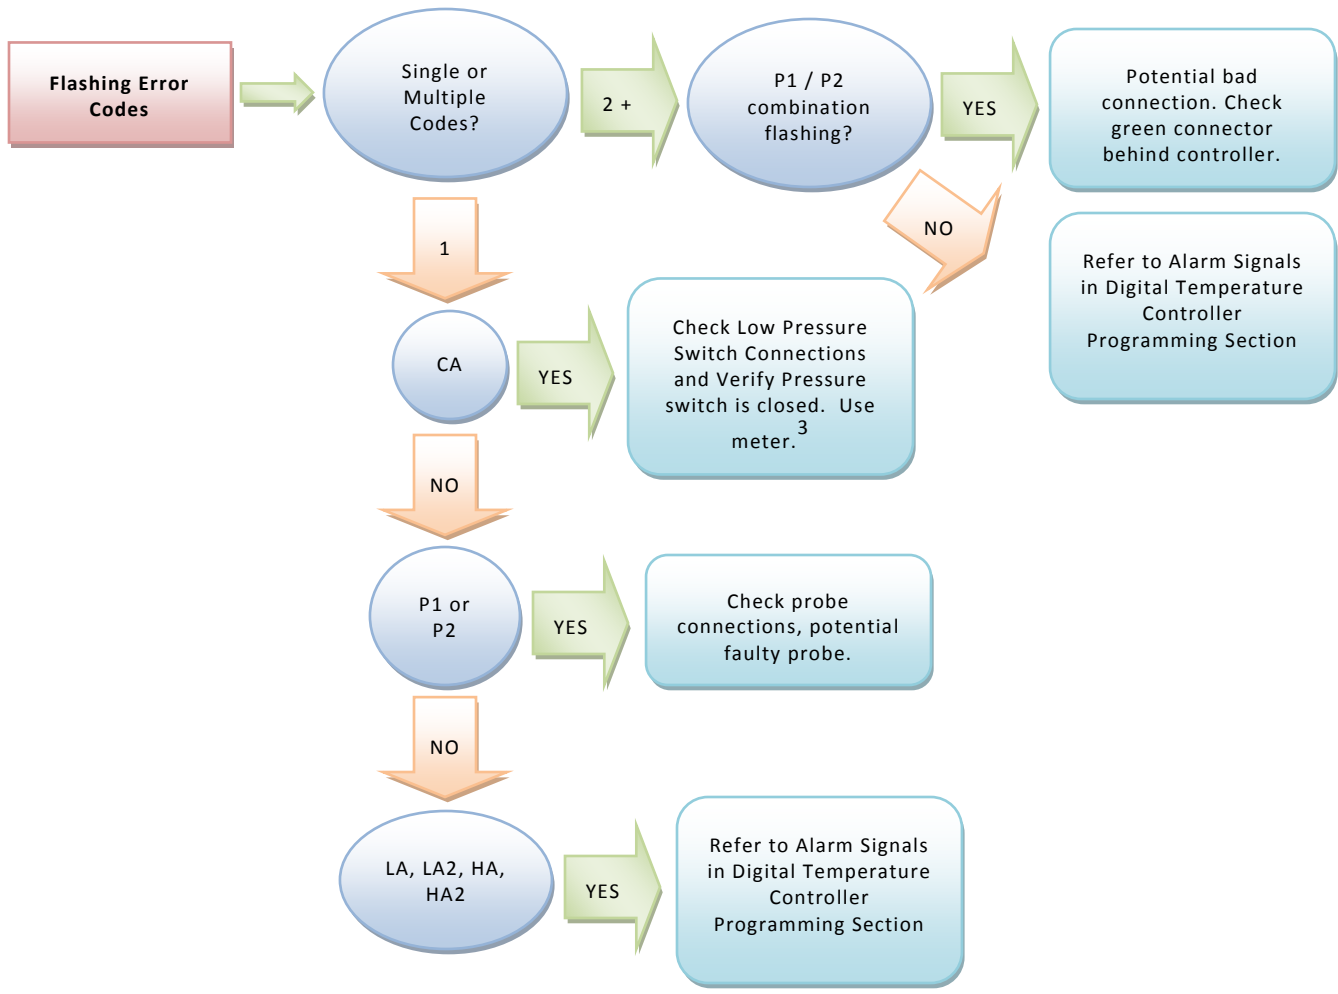 Flashing Error
Codes
Single or
Multiple
Codes?
2 +
P1 / P2
combination
flashing?
YES
Potential bad
connection. Check
green connector
behind controller.
NO
Refer to Alarm Signals
in Digital Temperature
Controller
Programming Section
1
CA
YES
Check Low Pressure
Switch Connections
and Verify Pressure
switch is closed.  Use
meter.3
NO
P1 or
P2
YES
Check probe
connections, potential
faulty probe.
NO
LA, LA2, HA,
HA2
YES
Refer to Alarm Signals
in Digital Temperature
Controller
Programming Section